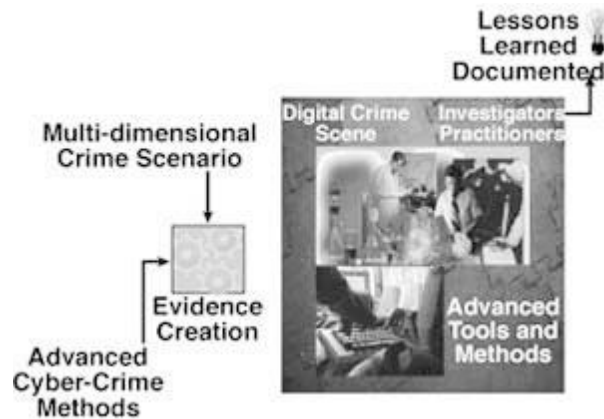 Lessons
Learned
Documented
Digital Crime
Scene
Investigators
Practitioners
Multi-dimensional
Crime Scenario
Evidence
Creation
Advanced
Tools and
Methods
Advanced
Cyber-Crime
Methods